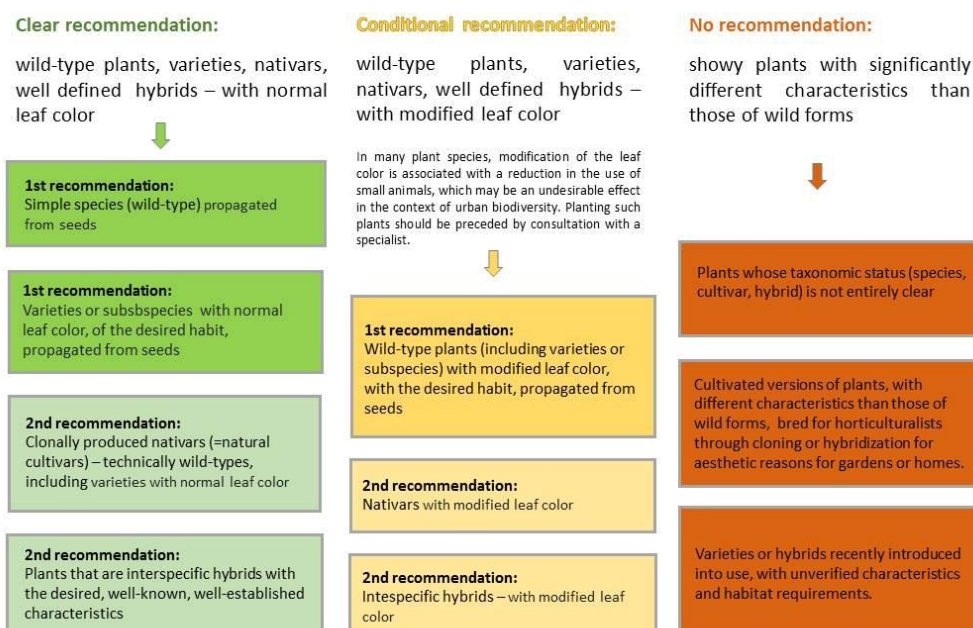 Clear recommendation:
wild-type plants, varieties, nativars,
well defined hybrids – with normal
leaf color
1st recommendation:
Simple species (wild-type) propagated
from seeds
1st recommendation:
Varieties or subsbspecies with normal
leaf color, of the desired habit,
propagated from seeds
2nd recommendation:
Clonally produced nativars (=natural
cultivars) – technically wild-types,
including varieties with normal leaf color
2nd recommendation:
Plants that are interspecific hybrids with
the desired, well-known, well-established
characteristics
Conditional recommendation:
wild-type plants, varieties,
nativars, well defined hybrids –
with modified leaf color
In many plant species, modification of the leaf
color is associated with a reduction in the use of
small animals, which may be an undesirable effect
in the context of urban biodiversity. Planting such
plants should be preceded by consultation with a
specialist.
1st recommendation:
Wild-type plants (including varieties or
subspecies) with modified leaf color,
with the desired habit, propagated from
seeds
2nd recommendation:
Nativars with modified leaf color
2nd recommendation:
Intespecific hybrids – with modified leaf
color
No recommendation:
showy plants with significantly
different characteristics than
those of wild forms
Plants whose taxonomic status (species,
cultivar, hybrid) is not entirely clear
Cultivated versions of plants, with
different characteristics than those of
wild forms, bred for horticulturalists
through cloning or hybridization for
aesthetic reasons for gardens or homes.
Varieties or hybrids recently introduced
into use, with unverified characteristics
and habitat requirements.